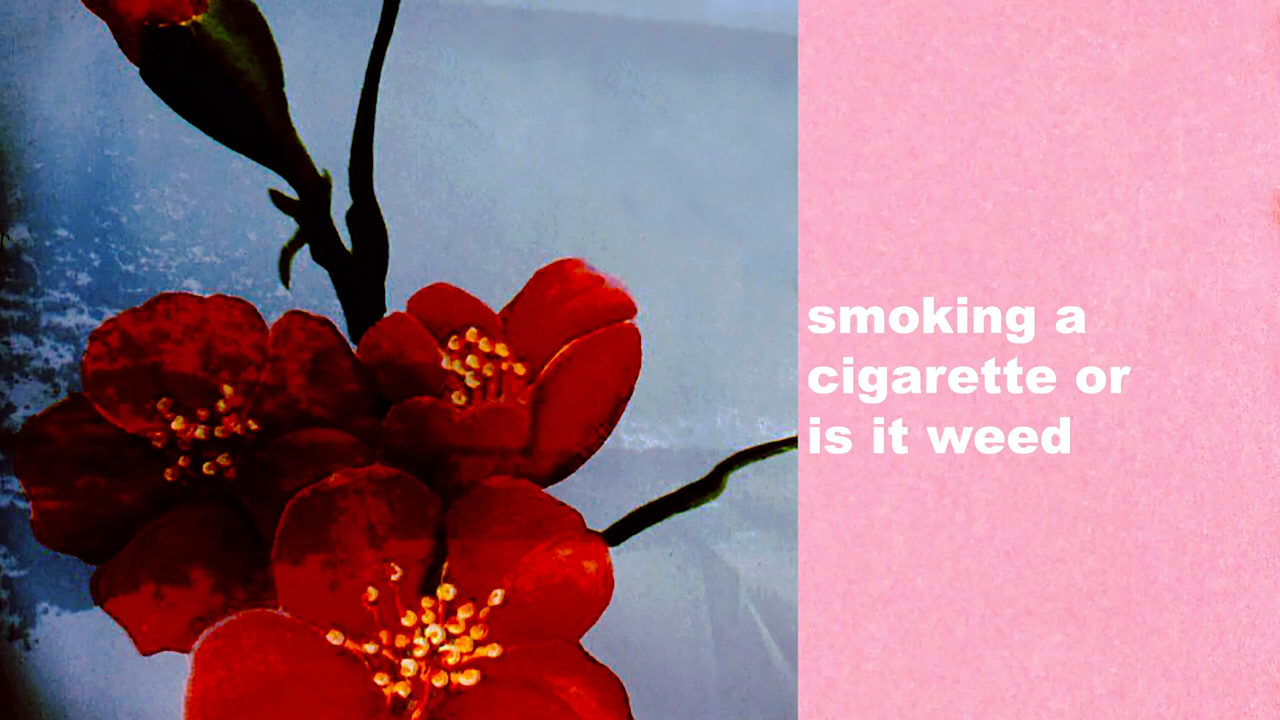 smoking a
cigarette or
is it weed